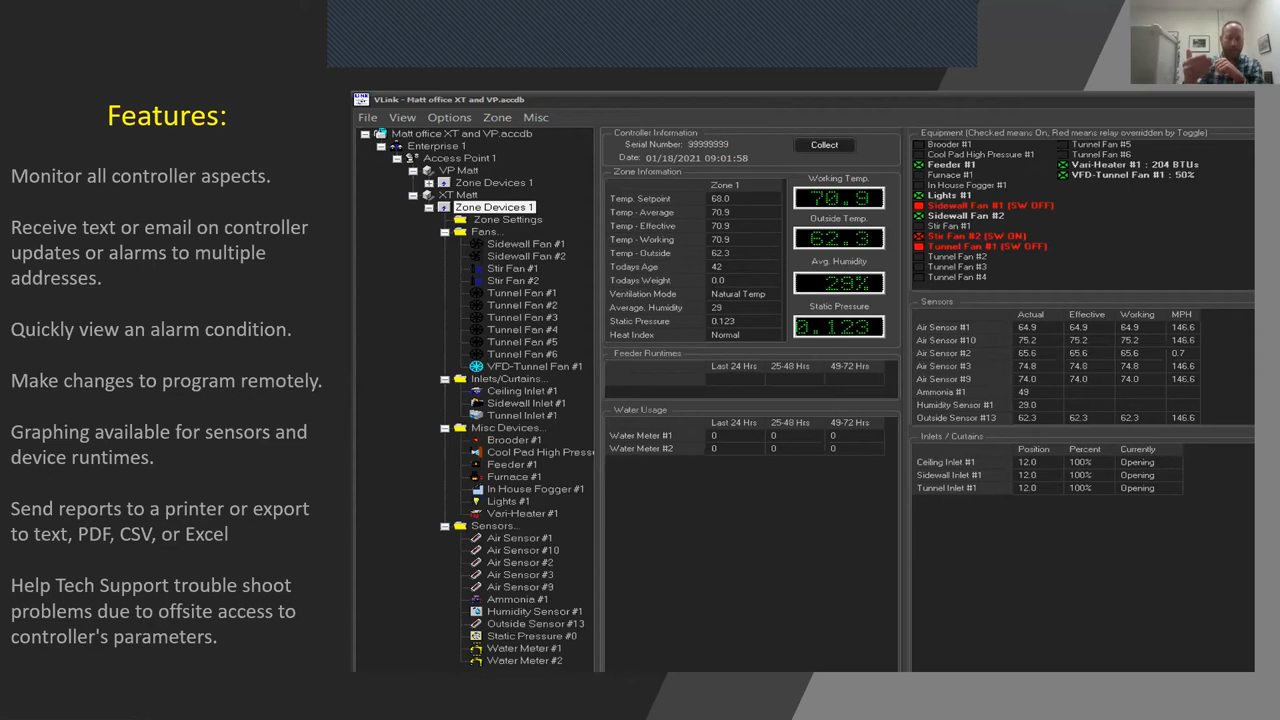 Features:
Monitor all controller aspects.
Receive text or email on controller
updates or alarms to multiple
addresses.
Quickly view an alarm condition.
Make changes to program remotely.
Graphing available for sensors and
device runtimes.
Send reports to a printer or export
to text, PDF, CSV, or Excel
Help Tech Support trouble shoot
problems due to offsite access to
controller's parameters.
VLink - Matt office XT and VP.accdb
File View Options Zone Misc
Matt office XT and VP.accdb
Enterprise 1
Access Point 1
VP Matt
Zone Devices 1
XT Matt
Zone Devices 1
Zone Settings
Fans...
Sidewall Fan #1
Sidewall Fan #2
Stir Fan #1
Stir Fan #2
Tunnel Fan #1
Tunnel Fan #2
Tunnel Fan #3
Tunnel Fan #4
Tunnel Fan #5
Tunnel Fan #6
VFD-Tunnel Fan #1
Inlets/Curtains...
Ceiling Inlet #1
Sidewall Inlet #1
Tunnel Inlet #1
Misc Devices...
Brooder #1
Cool Pad High Press
Feeder #1
Furnace #1
In House Fogger #1
Lights #1
Vari-Heater #1
Sensors...
Air Sensor #1
Air Sensor #10
Air Sensor #2
Air Sensor #3
Air Sensor #9
Ammonia #1
Humidity Sensor #1
Outside Sensor #13
Static Pressure #0
Water Meter #1
Water Meter #2
Controller Information
Serial Number: 99999999
Date: 01/18/2021 09:01:58
Collect
Zone Information
Zone 1
Temp. Setpoint 68.0
Temp - Average 70.9
Temp - Effective 70.9
Temp - Working 70.9
Temp - Outside 62.3
Todays Age 42
Todays Weight 0.0
Ventilation Mode Natural Temp
Average. Humidity 29
Static Pressure 0.123
Heat Index Normal
Working Temp.
70.9
Outside Temp.
62.3
Avg. Humidity
29%
Static Pressure
0.123
Feeder Runtimes
Last 24 Hrs 25-48 Hrs 49-72 Hrs
Water Usage
Last 24 Hrs 25-48 Hrs 49-72 Hrs
Water Meter #1 0 0 0
Water Meter #2 0 0 0
Equipment (Checked means On, Red means relay overridden by Toggle)
Brooder #1
Cool Pad High Pressure #1
Feeder #1
Furnace #1
In House Fogger #1
Lights #1
Sidewall Fan #1 (SW OFF)
Sidewall Fan #2
Stir Fan #1
Stir Fan #2 (SW ON)
Tunnel Fan #1 (SW OFF)
Tunnel Fan #2
Tunnel Fan #3
Tunnel Fan #4
Tunnel Fan #5
Tunnel Fan #6
Vari-Heater #1 : 204 BTUs
VFD-Tunnel Fan #1 : 50%
Sensors
Actual Effective Working MPH
Air Sensor #1 64.9 64.9 64.9 146.6
Air Sensor #10 75.2 75.2 75.2 146.6
Air Sensor #2 65.6 65.6 65.6 0.7
Air Sensor #3 74.8 74.8 74.8 146.6
Air Sensor #9 74.0 74.0 74.0 146.6
Ammonia #1 49
Humidity Sensor #1 29.0
Outside Sensor #13 62.3 62.3 62.3 146.6
Inlets / Curtains
Position Percent Currently
Ceiling Inlet #1 12.0 100% Opening
Sidewall Inlet #1 12.0 100% Opening
Tunnel Inlet #1 12.0 100% Opening